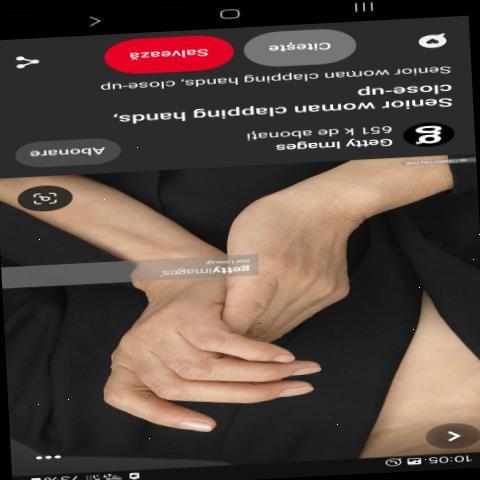 10:05
73%
gettyimages
Getty Images
651 k de abonați
Abonare
Senior woman clapping hands,
close-up
Senior woman clapping hands, close-up
Citește
Salvează